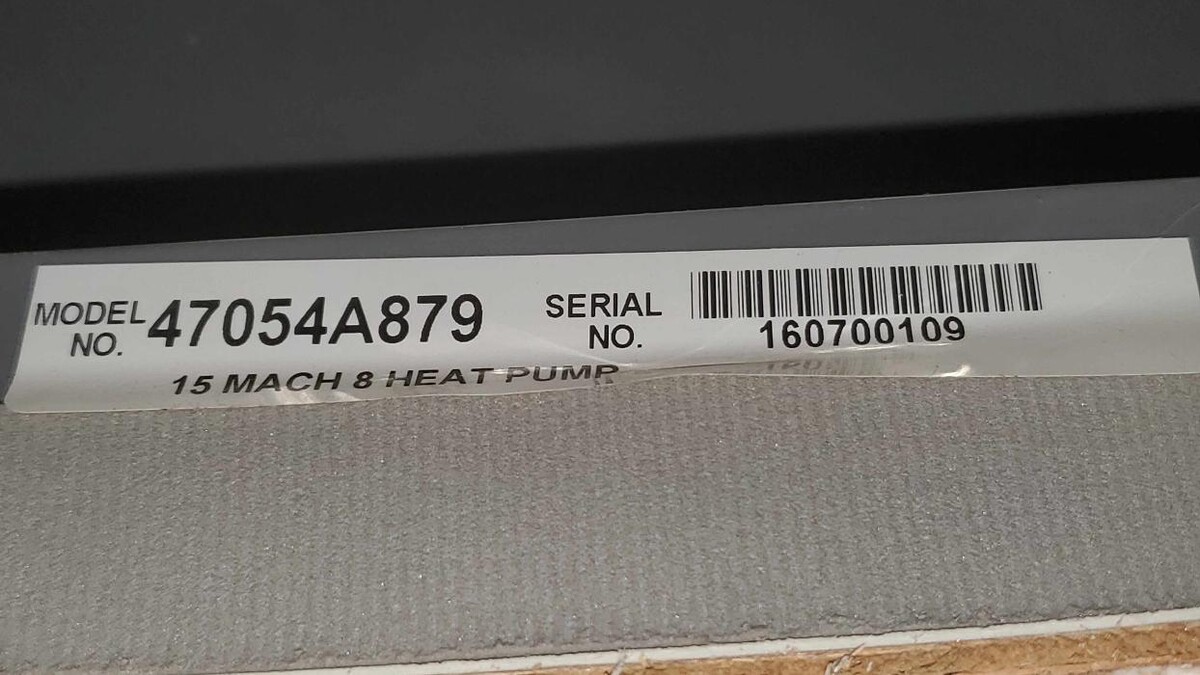 MODEL NO. 47054A879
SERIAL NO. 160700109
15 MACH 8 HEAT PUMP